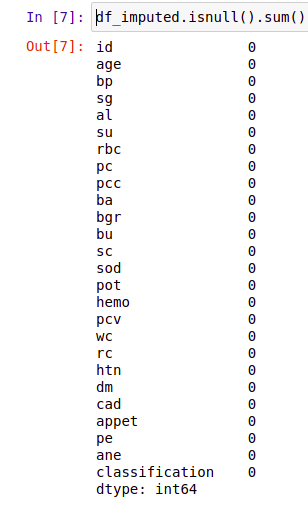 In [7]: df_imputed.isnull().sum()
Out[7]: id 0
age 0
bp 0
sg 0
al 0
su 0
rbc 0
pc 0
pcc 0
ba 0
bgr 0
bu 0
sc 0
sod 0
pot 0
hemo 0
pcv 0
wc 0
rc 0
htn 0
dm 0
cad 0
appet 0
pe 0
ane 0
classification 0
dtype: int64